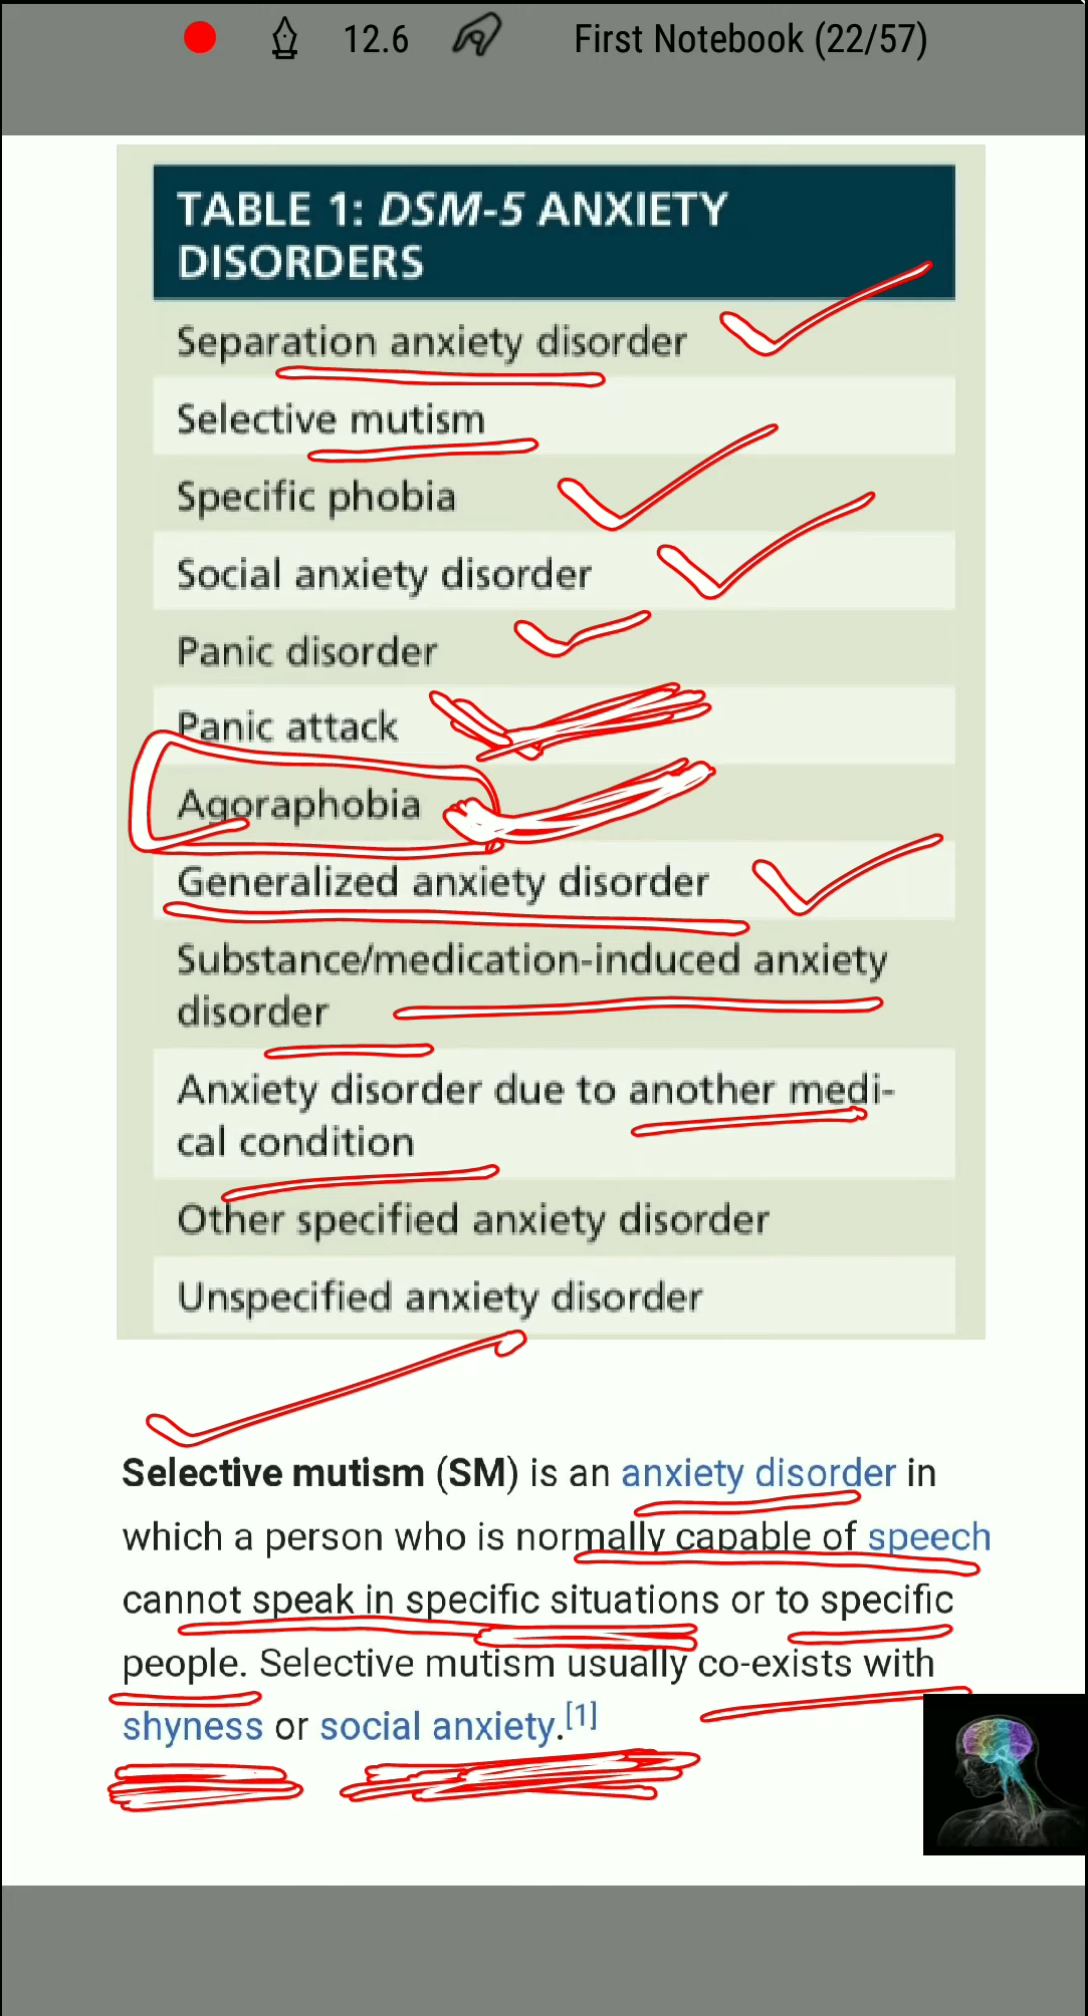 12.6 First Notebook (22/57)
TABLE 1: DSM-5 ANXIETY
DISORDERS
Separation anxiety disorder
Selective mutism
Specific phobia
Social anxiety disorder
Panic disorder
Panic attack
Agoraphobia
Generalized anxiety disorder
Substance/medication-induced anxiety
disorder
Anxiety disorder due to another medi-
cal condition
Other specified anxiety disorder
Unspecified anxiety disorder
Selective mutism (SM) is an anxiety disorder in
which a person who is normally capable of speech
cannot speak in specific situations or to specific
people. Selective mutism usually co-exists with
shyness or social anxiety.[1]